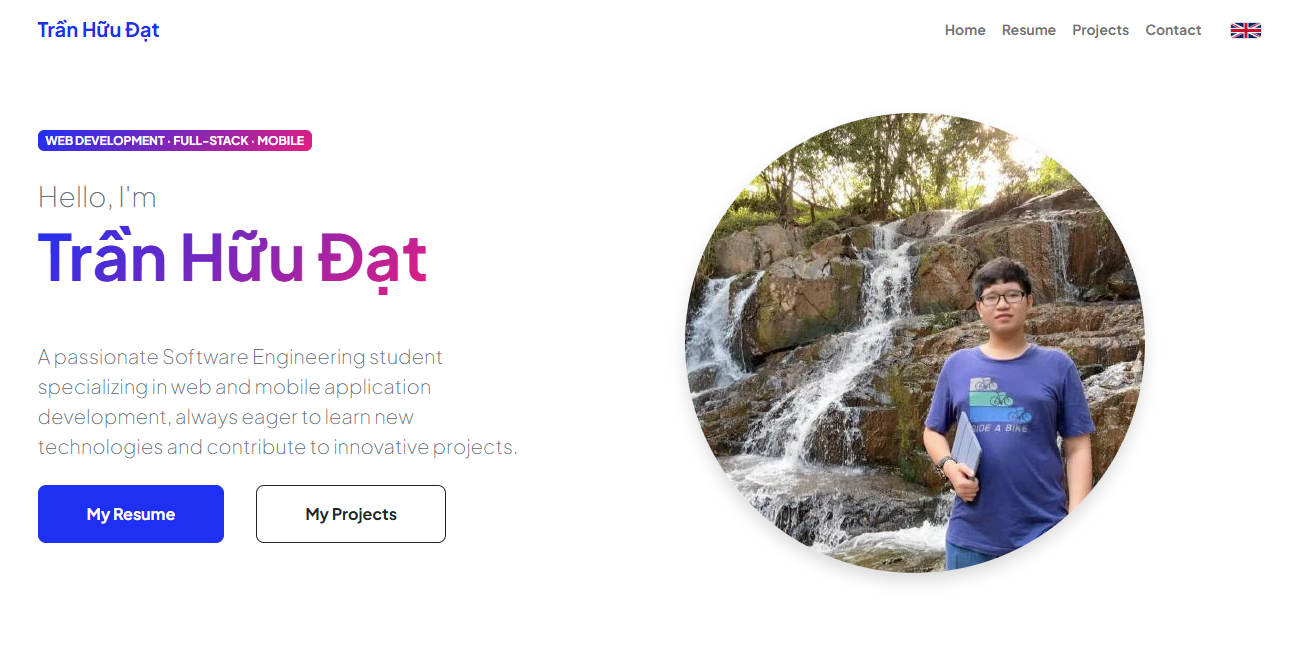 Trần Hữu Đạt
Home Resume Projects Contact
WEB DEVELOPMENT · FULL-STACK · MOBILE
Hello, I'm
Trần Hữu Đạt
A passionate Software Engineering student
specializing in web and mobile application
development, always eager to learn new
technologies and contribute to innovative projects.
My Resume
My Projects
RIDE A BIKE